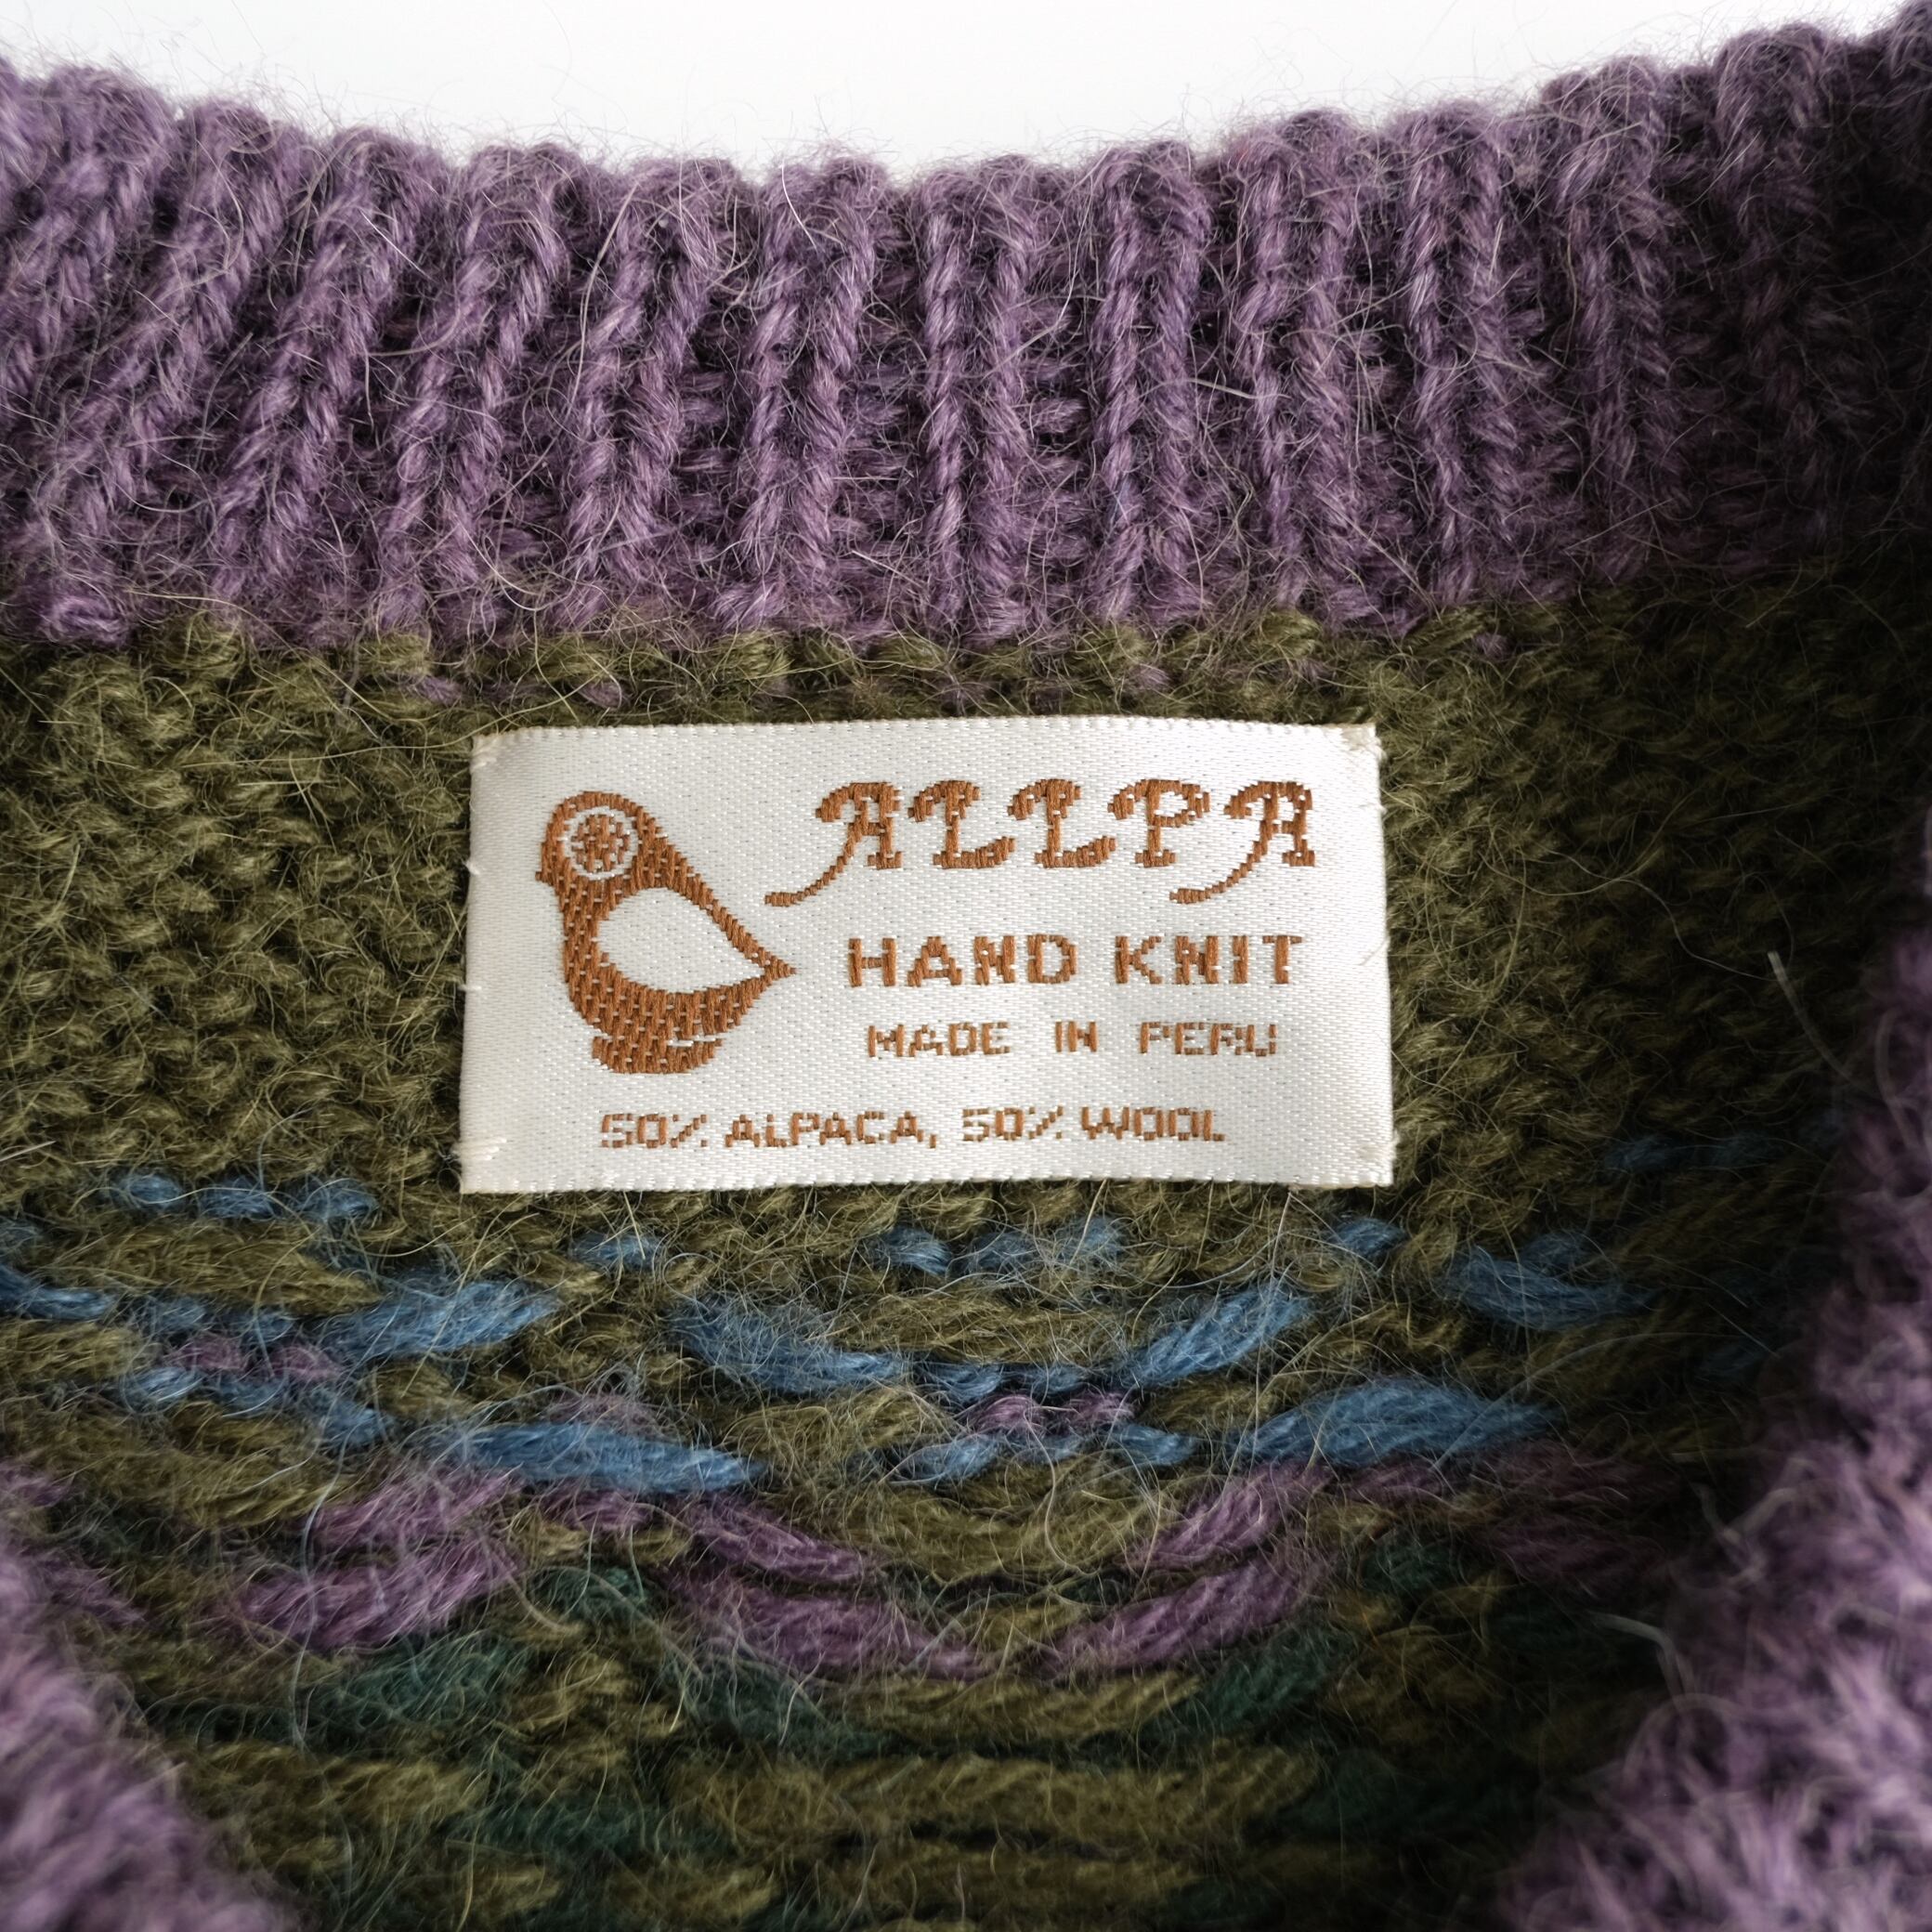 ALLPA
HAND KNIT
MADE IN PERU
50% ALPACA, 50% WOOL